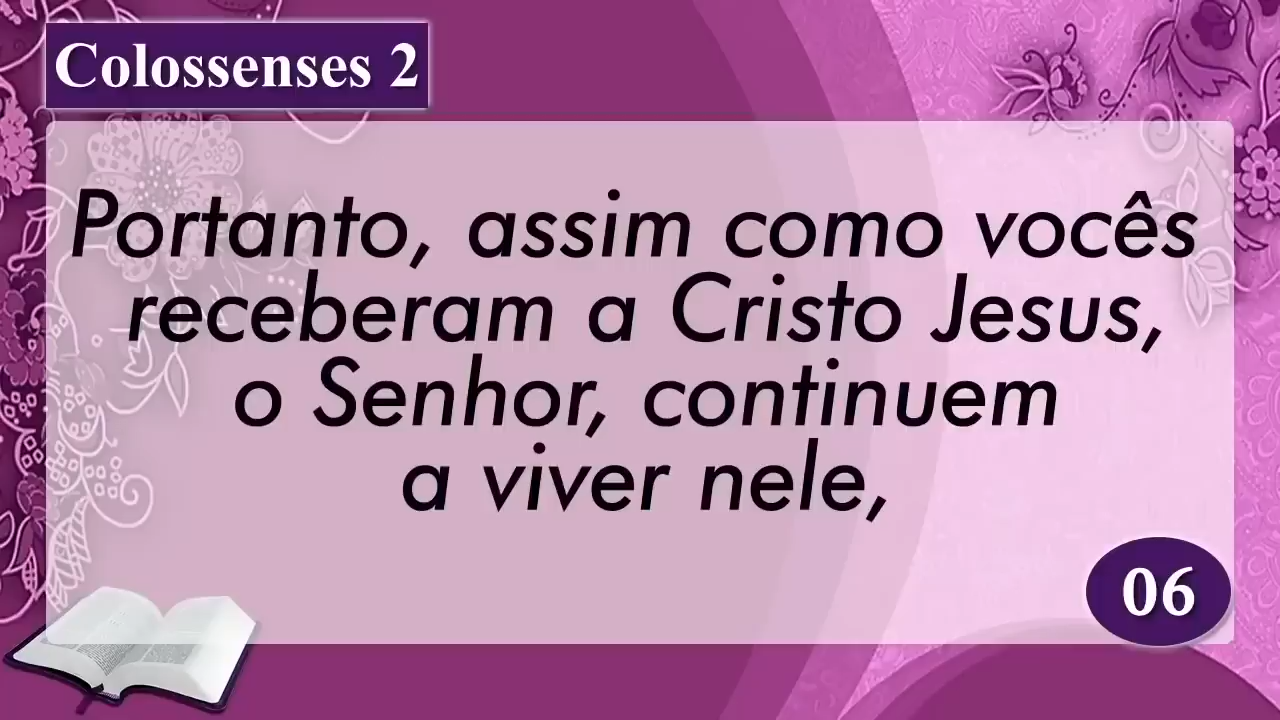 Colossenses 2
Portanto, assim como vocês
receberam a Cristo Jesus,
o Senhor, continuem
a viver nele,
06